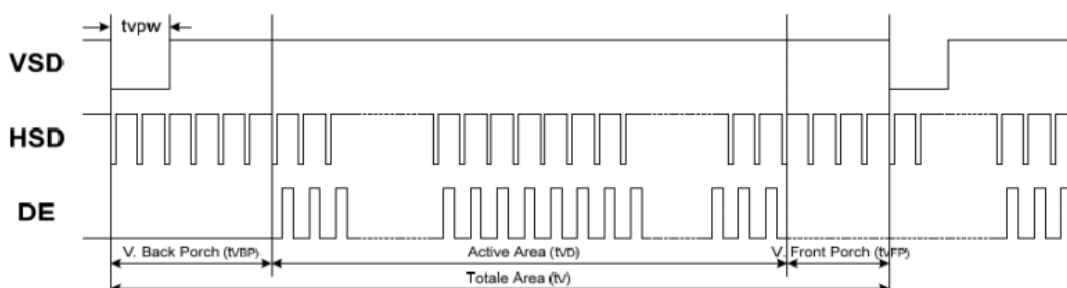 tvpw
VSD
HSD
DE
V. Back Porch (tVBP) Active Area (tVD) V. Front Porch (tVFP)
Totale Area (tV)